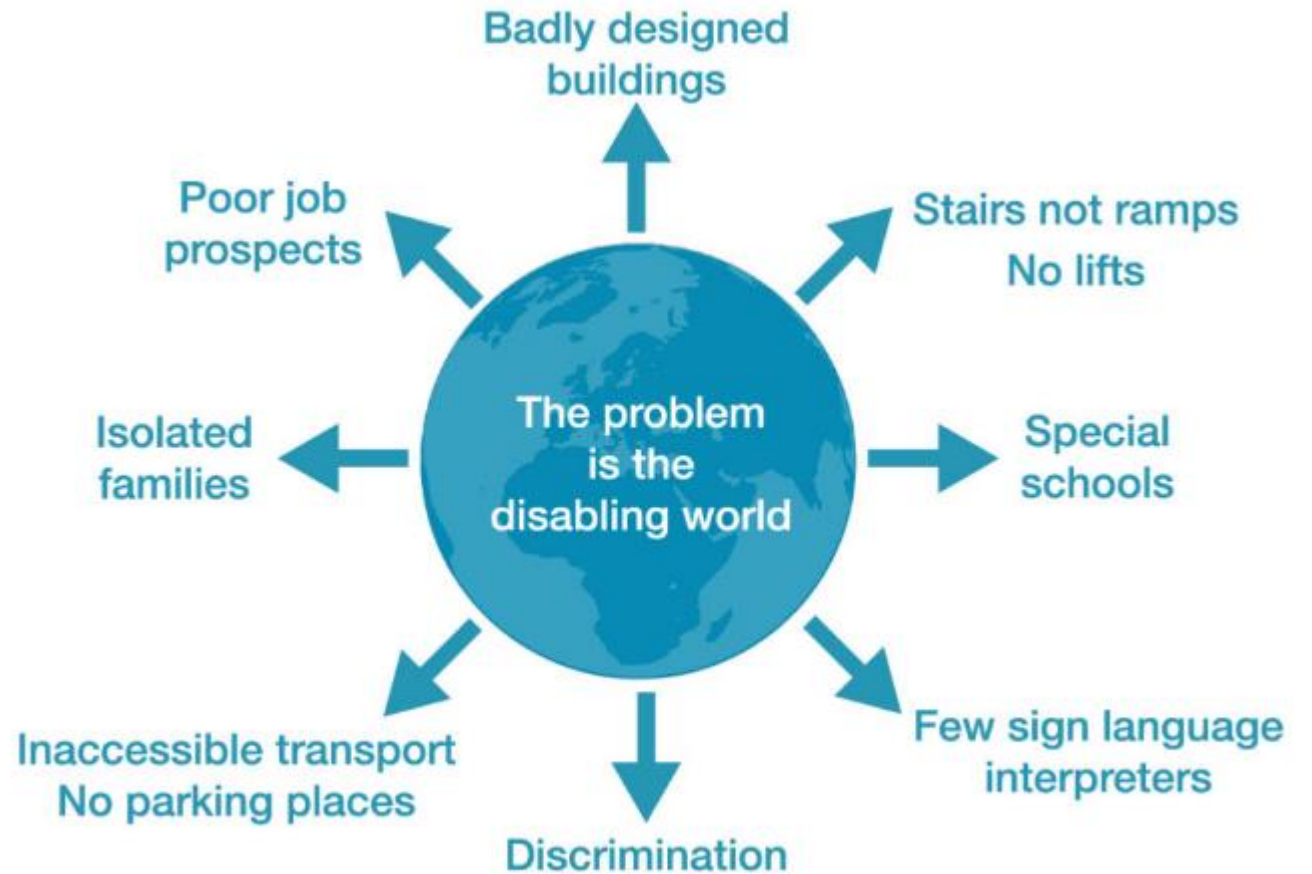 Badly designed
buildings
Poor job
prospects
Stairs not ramps
No lifts
Isolated
families
The problem
is the
disabling world
Special
schools
Inaccessible transport
No parking places
Few sign language
interpreters
Discrimination